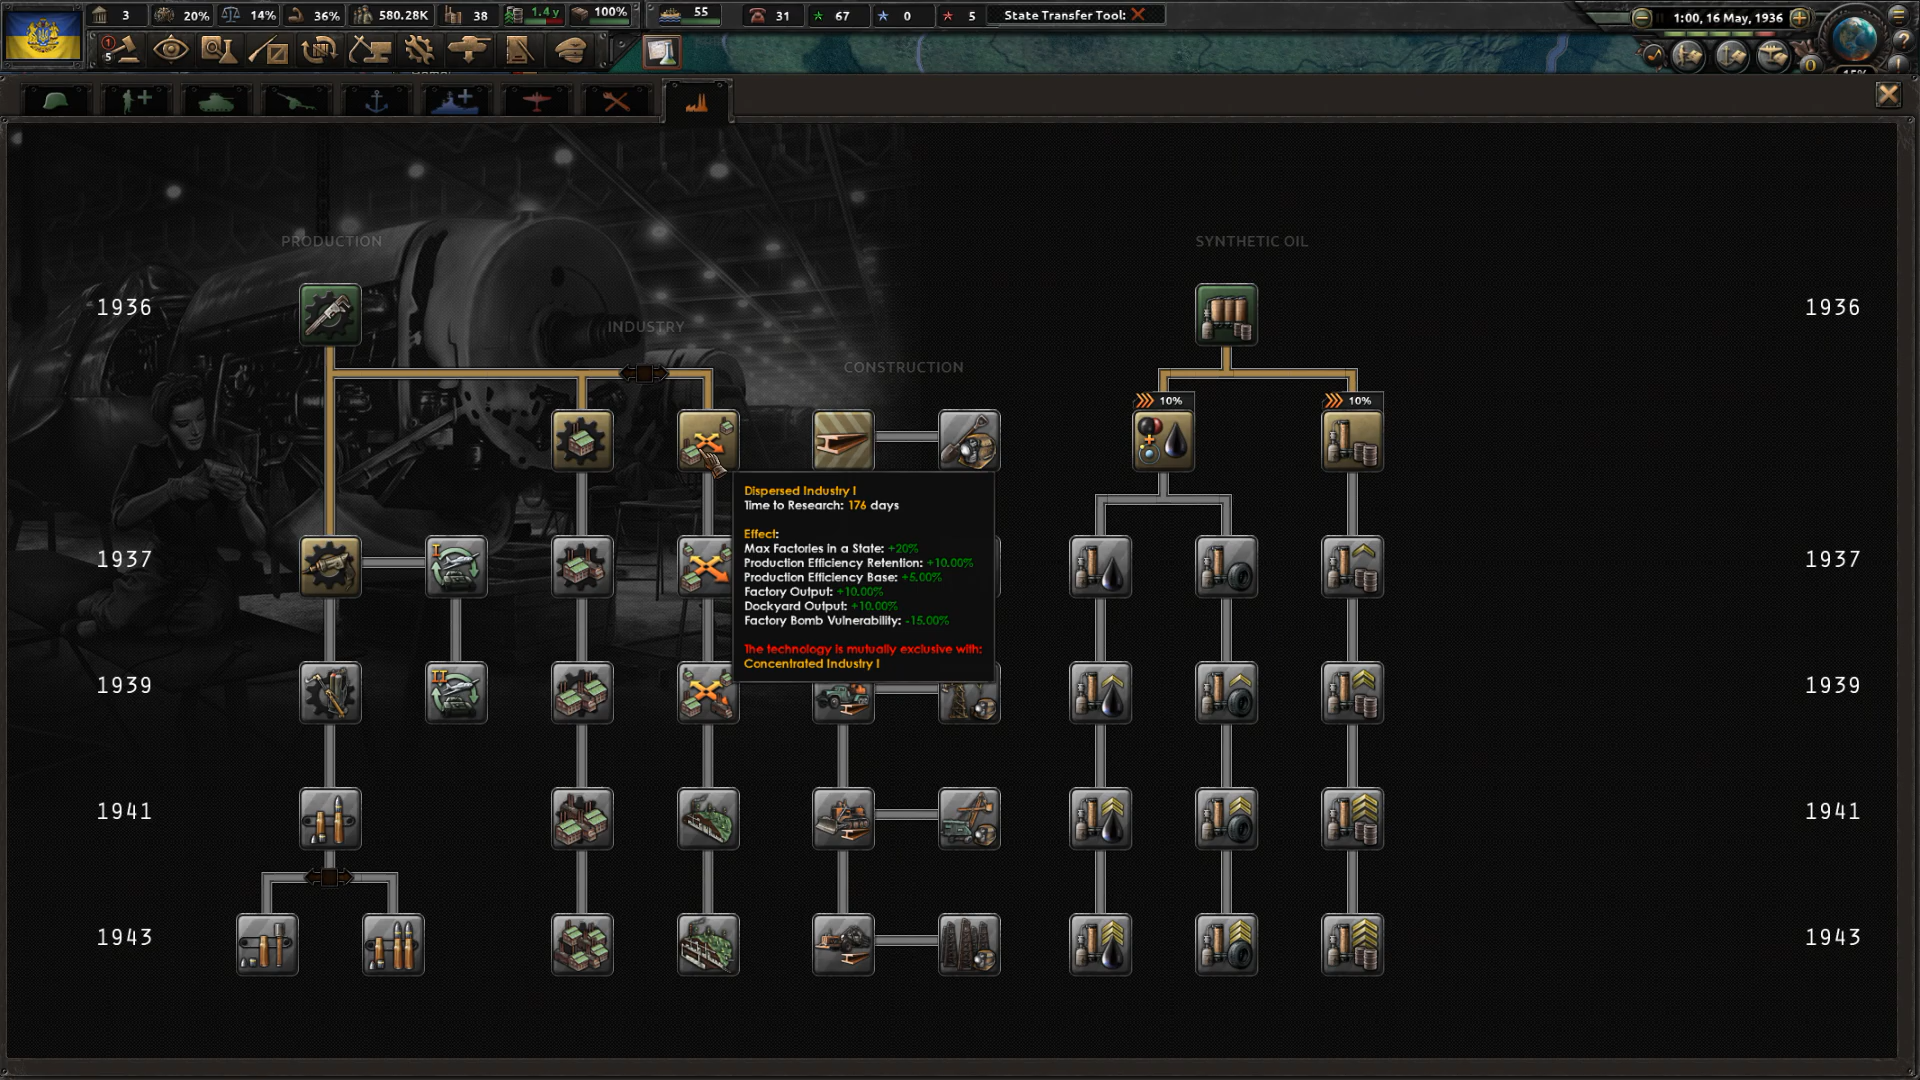 3 20% 14% 36% 580.28K 38 1.4 y 100% 55 31 67 0 5 State Transfer Tool: 1:00, 16 May, 1936
1
5
0
PRODUCTION
SYNTHETIC OIL
1936
INDUSTRY
1936
CONSTRUCTION
10%
10%
Dispersed Industry I
Time to Research: 176 days
Effect:
Max Factories in a State: +20%
Production Efficiency Retention: +10.00%
Production Efficiency Base: +5.00%
Factory Output: +10.00%
Dockyard Output: +10.00%
Factory Bomb Vulnerability: -15.00%
The technology is mutually exclusive with:
Concentrated Industry I
1937
I
1937
1939
II
1939
1941
1941
1943
1943